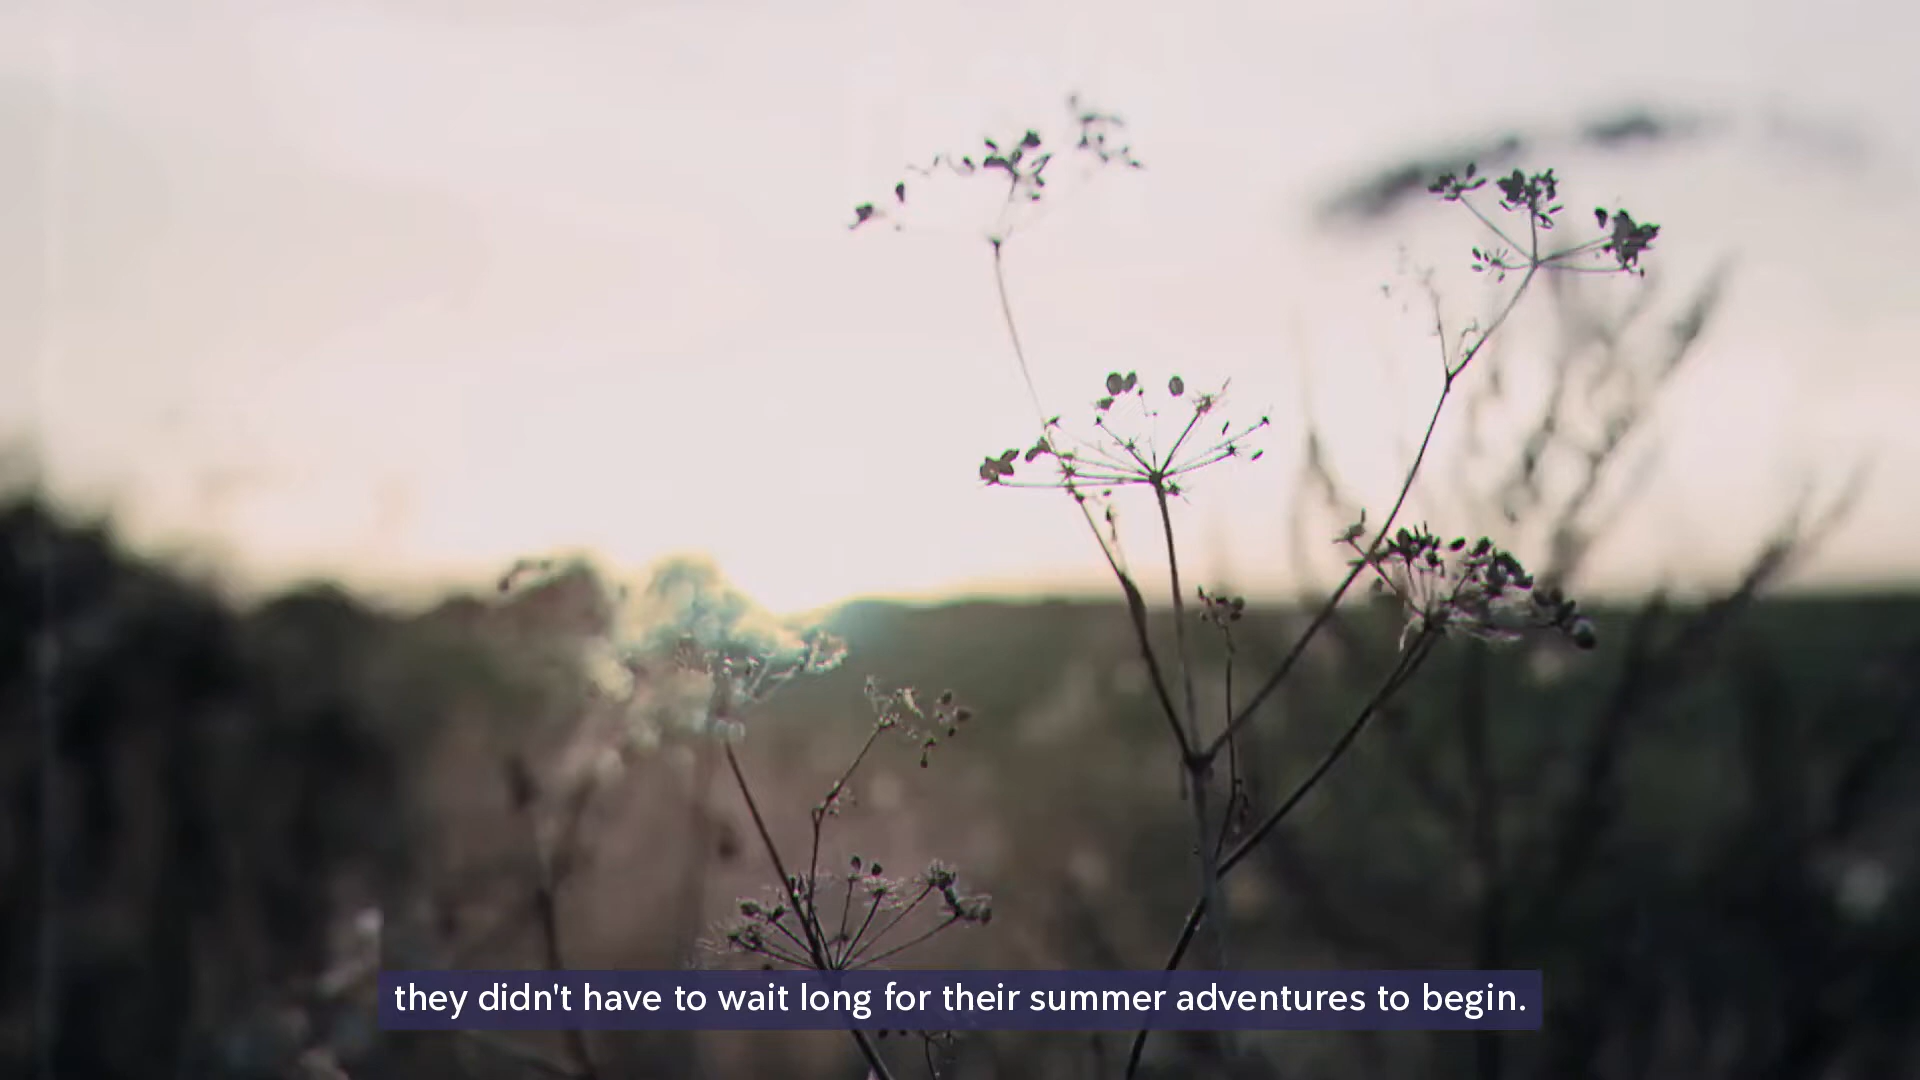 they didn't have to wait long for their summer adventures to begin.